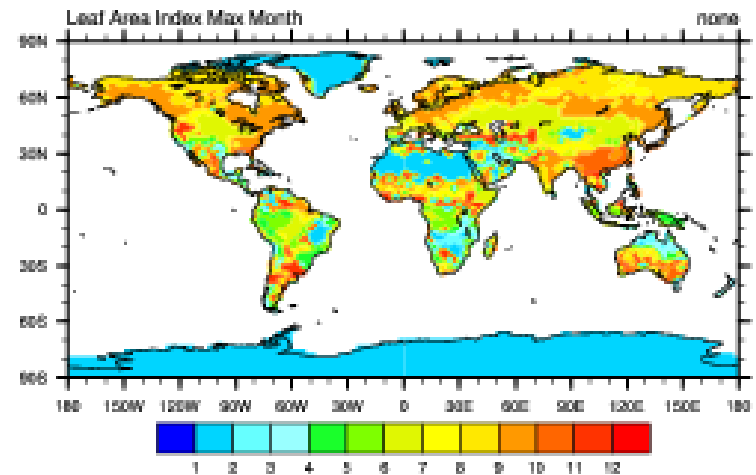 Leaf Area Index Max Month none
90N
60N
30N
0
30S
60S
90S
180 150W 120W 90W 60W 30W 0 30E 60E 90E 120E 150E 180
1 2 3 4 5 6 7 8 9 10 11 12